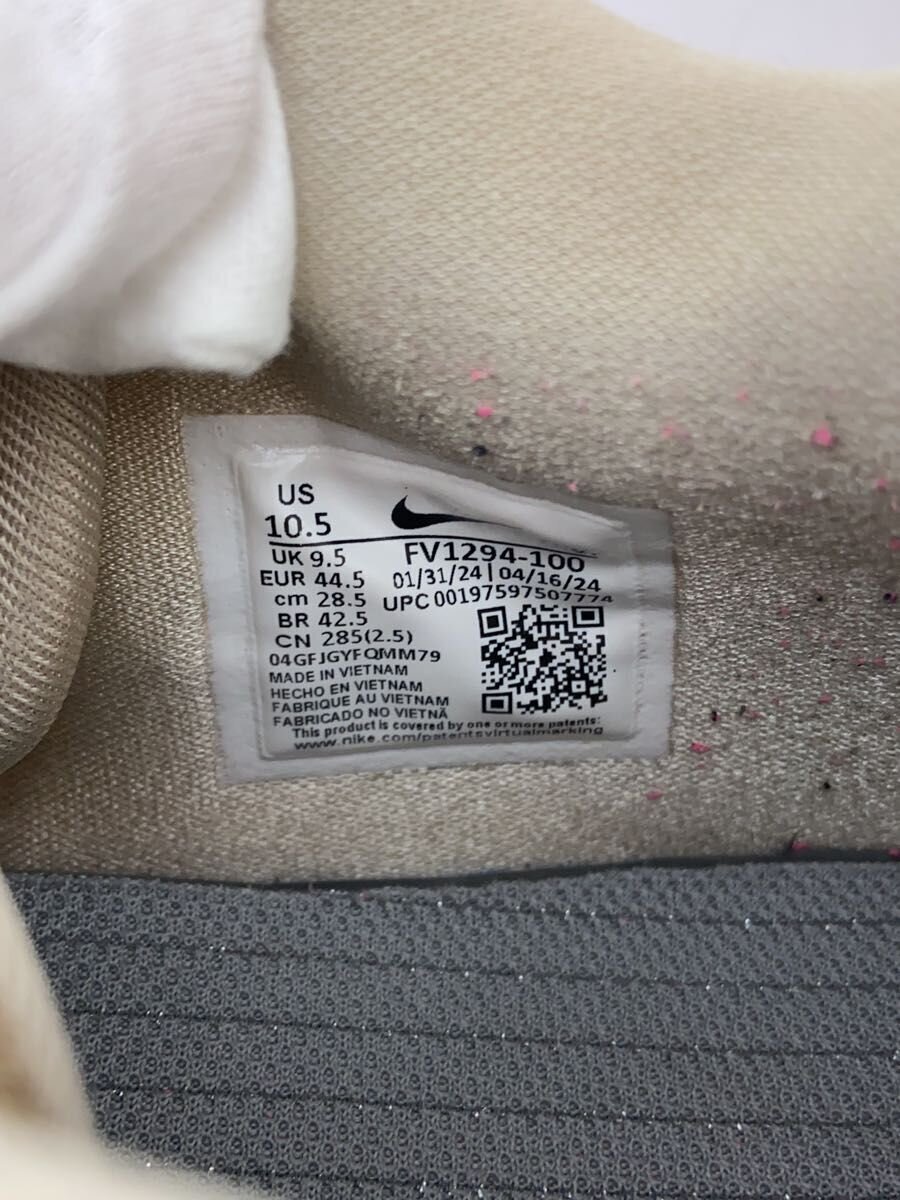 US
10.5
UK 9.5
EUR 44.5
cm 28.5
BR 42.5
CN 285(2.5)
FV1294-100
01/31/24 | 04/16/24
UPC 00197597507774
04GFJGYFQMM79
MADE IN VIETNAM
HECHO EN VIETNAM
FABRIQUE AU VIETNAM
FABRICADO NO VIETNÃ
This product is covered by one or more patents:
www.nike.com/patentsvirtualmarking